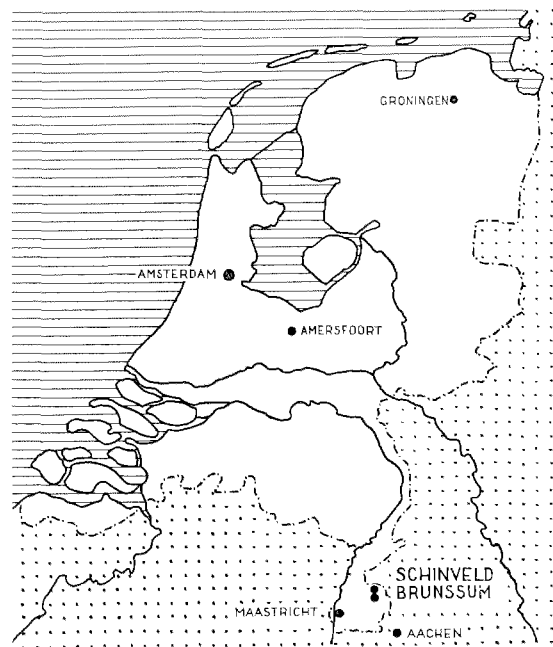 GRONINGEN
AMSTERDAM
AMERSFOORT
SCHINVELD
BRUNSSUM
MAASTRICHT
AACHEN